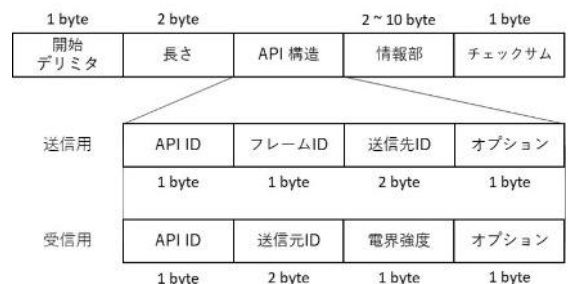 1 byte 2 byte 2 ~ 10 byte 1 byte
開始
デリミタ 長さ API 構造 情報部 チェックサム
送信用 API ID フレームID 送信先ID オプション
1 byte 1 byte 2 byte 1 byte
受信用 API ID 送信元ID 電界強度 オプション
1 byte 2 byte 1 byte 1 byte